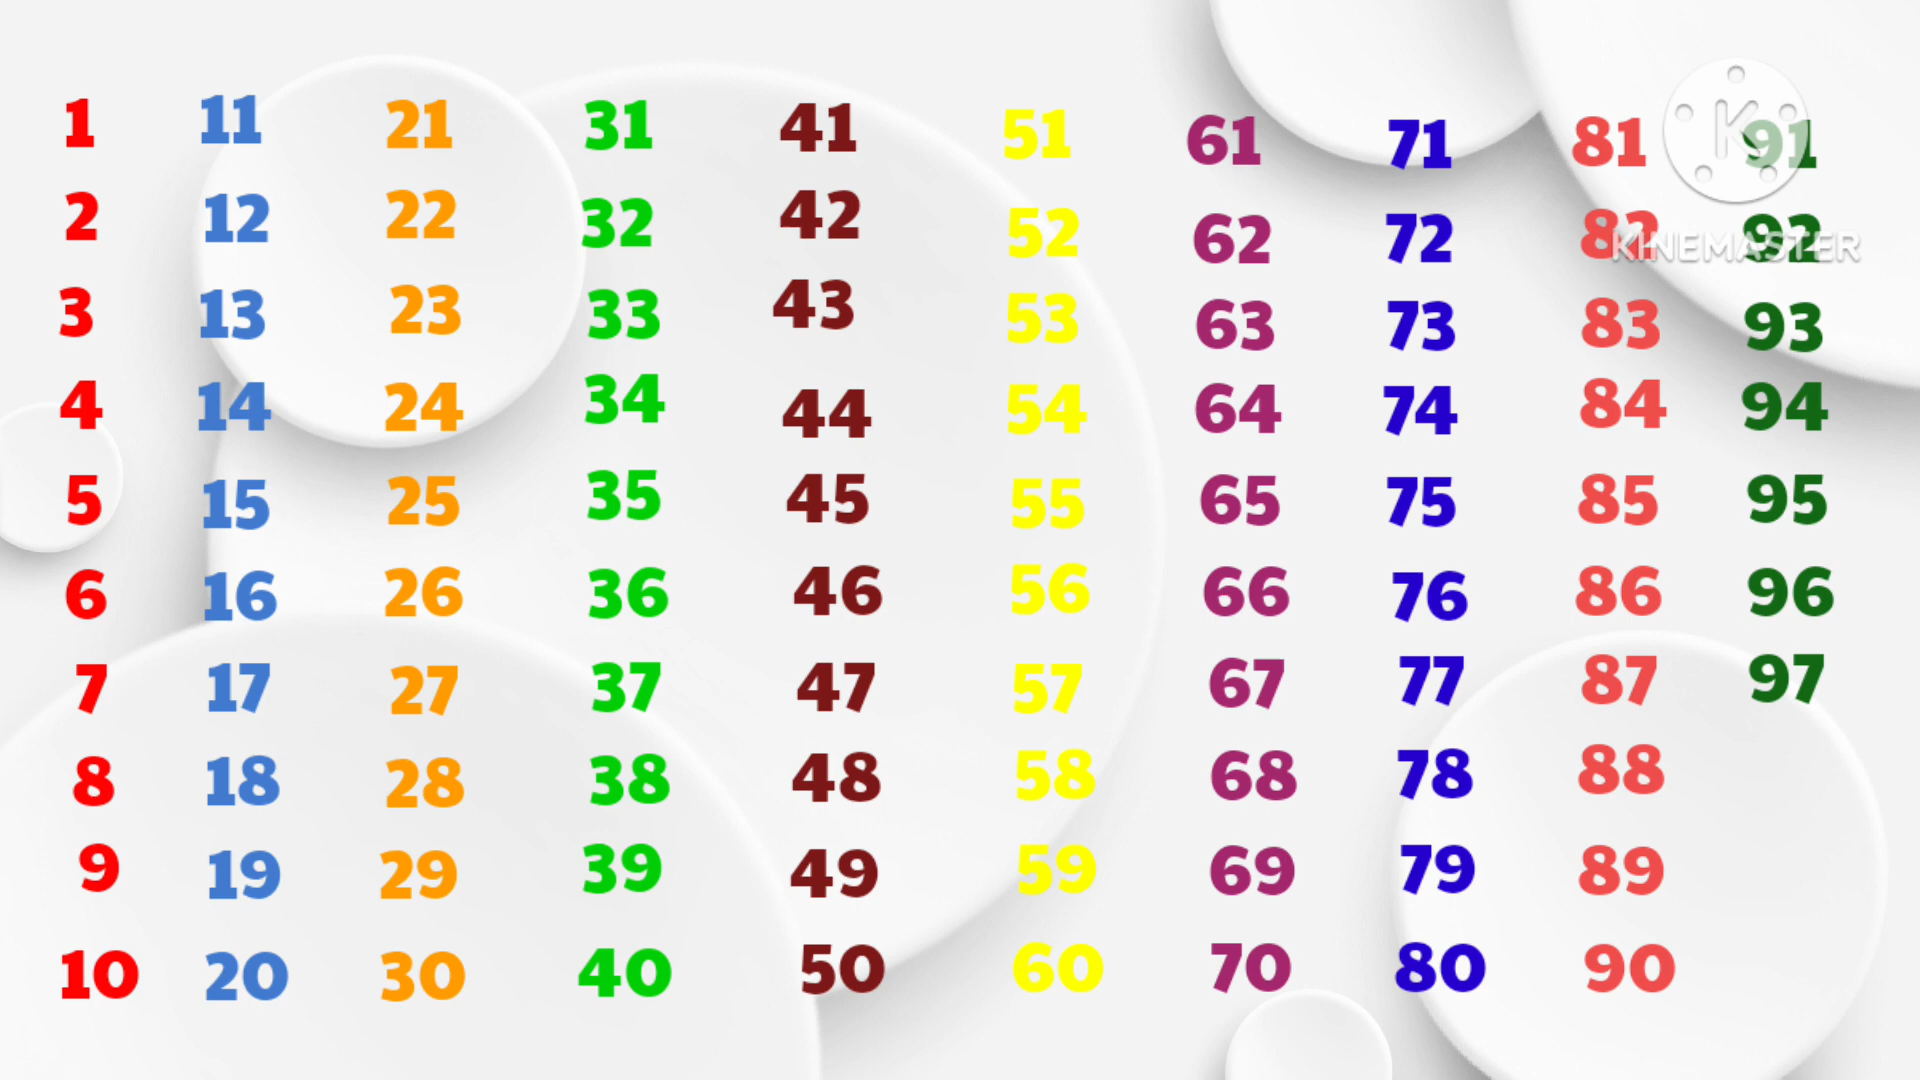 1 11 21 31 41 51 61 71 81 91
2 12 22 32 42 52 62 72 82 92
KINEMASTER
3 13 23 33 43 53 63 73 83 93
4 14 24 34 44 54 64 74 84 94
5 15 25 35 45 55 65 75 85 95
6 16 26 36 46 56 66 76 86 96
7 17 27 37 47 57 67 77 87 97
8 18 28 38 48 58 68 78 88
9 19 29 39 49 59 69 79 89
10 20 30 40 50 60 70 80 90